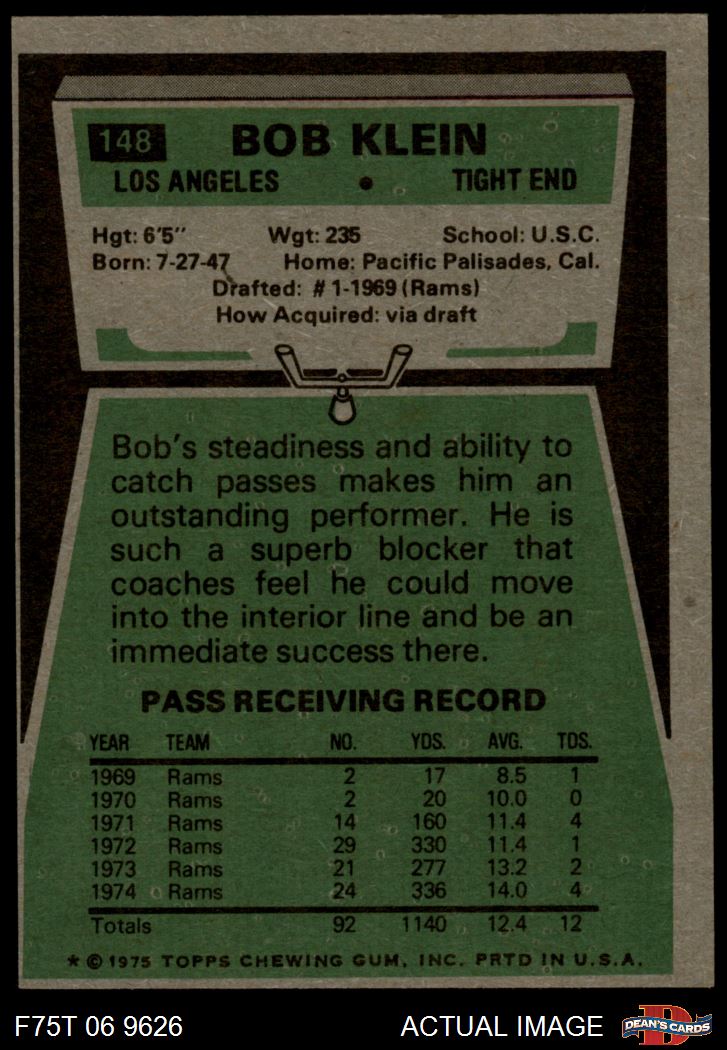 148 BOB KLEIN
LOS ANGELES • TIGHT END
Hgt: 6'5" Wgt: 235 School: U.S.C.
Born: 7-27-47 Home: Pacific Palisades, Cal.
Drafted: #1-1969 (Rams)
How Acquired: via draft
Bob's steadiness and ability to
catch passes makes him an
outstanding performer. He is
such a superb blocker that
coaches feel he could move
into the interior line and be an
immediate success there.
PASS RECEIVING RECORD
YEAR TEAM NO. YDS. AVG. TDS.
1969 Rams 2 17 8.5 1
1970 Rams 2 20 10.0 0
1971 Rams 14 160 11.4 4
1972 Rams 29 330 11.4 1
1973 Rams 21 277 13.2 2
1974 Rams 24 336 14.0 4
Totals 92 1140 12.4 12
* © 1975 TOPPS CHEWING GUM, INC. PRTD IN U.S.A.
F75T 06 9626 ACTUAL IMAGE D DEAN'S CARDS